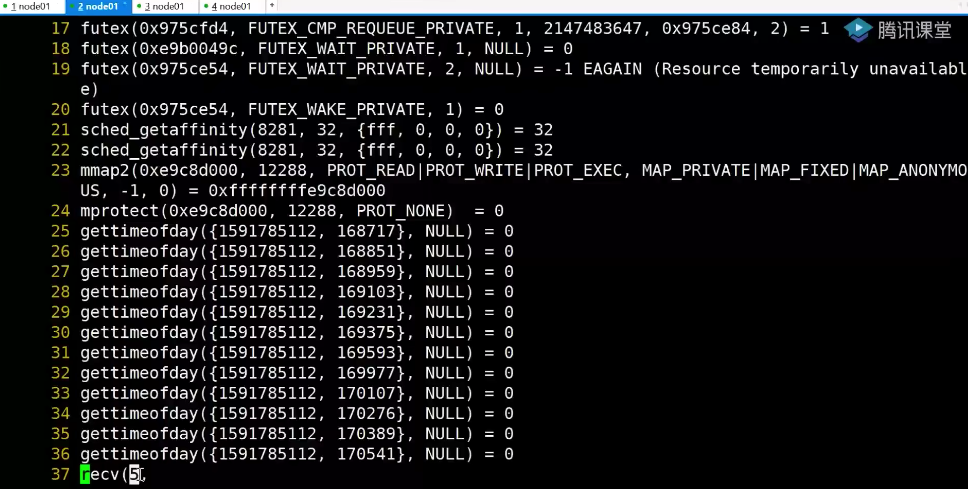 1 node01 2 node01 3 node01 4 node01 +
17 futex(0x975cfd4, FUTEX_CMP_REQUEUE_PRIVATE, 1, 2147483647, 0x975ce84, 2) = 1
腾讯课堂
18 futex(0xe9b0049c, FUTEX_WAIT_PRIVATE, 1, NULL) = 0
19 futex(0x975ce54, FUTEX_WAIT_PRIVATE, 2, NULL) = -1 EAGAIN (Resource temporarily unavailabl
e)
20 futex(0x975ce54, FUTEX_WAKE_PRIVATE, 1) = 0
21 sched_getaffinity(8281, 32, {fff, 0, 0, 0}) = 32
22 sched_getaffinity(8281, 32, {fff, 0, 0, 0}) = 32
23 mmap2(0xe9c8d000, 12288, PROT_READ|PROT_WRITE|PROT_EXEC, MAP_PRIVATE|MAP_FIXED|MAP_ANONYMO
US, -1, 0) = 0xffffffffe9c8d000
24 mprotect(0xe9c8d000, 12288, PROT_NONE)  = 0
25 gettimeofday({1591785112, 168717}, NULL) = 0
26 gettimeofday({1591785112, 168851}, NULL) = 0
27 gettimeofday({1591785112, 168959}, NULL) = 0
28 gettimeofday({1591785112, 169103}, NULL) = 0
29 gettimeofday({1591785112, 169231}, NULL) = 0
30 gettimeofday({1591785112, 169375}, NULL) = 0
31 gettimeofday({1591785112, 169593}, NULL) = 0
32 gettimeofday({1591785112, 169977}, NULL) = 0
33 gettimeofday({1591785112, 170107}, NULL) = 0
34 gettimeofday({1591785112, 170276}, NULL) = 0
35 gettimeofday({1591785112, 170389}, NULL) = 0
36 gettimeofday({1591785112, 170541}, NULL) = 0
37 recv(5,